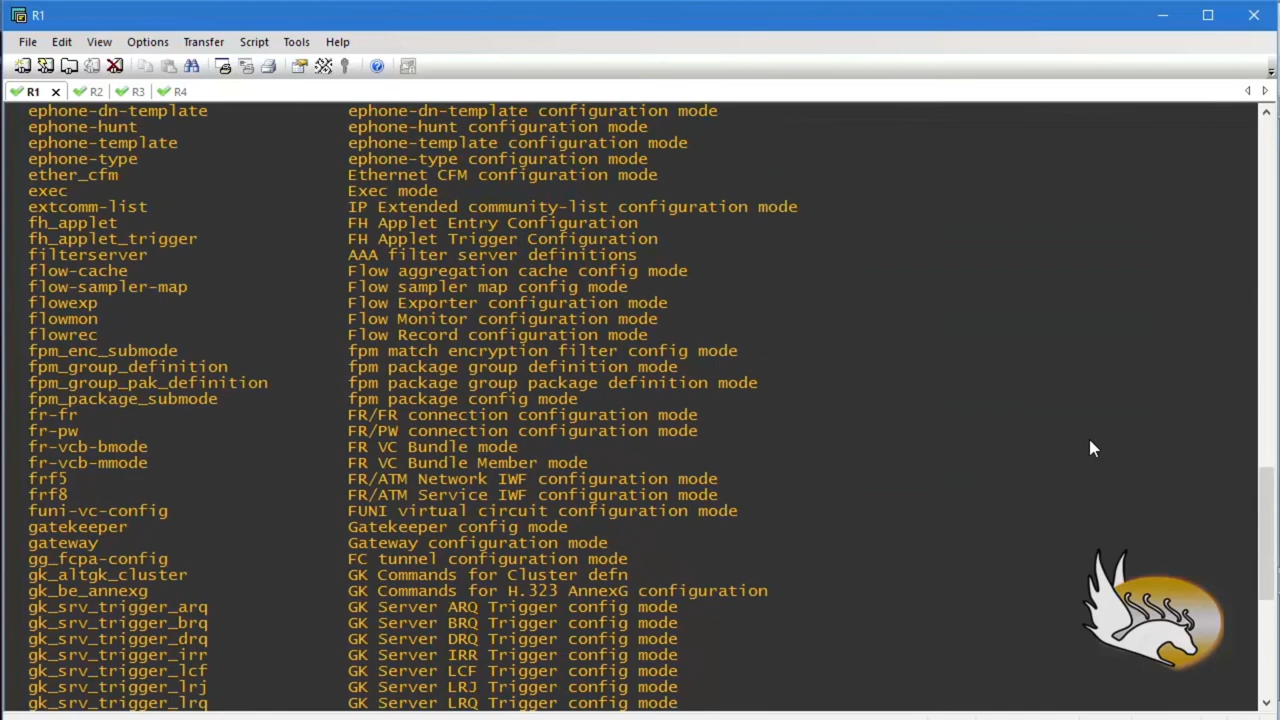 R1
File Edit View Options Transfer Script Tools Help
R1 R2 R3 R4
ephone-dn-template ephone-dn-template configuration mode
ephone-hunt ephone-hunt configuration mode
ephone-template ephone-template configuration mode
ephone-type ephone-type configuration mode
ether_cfm Ethernet CFM configuration mode
exec Exec mode
extcomm-list IP Extended community-list configuration mode
fh_applet FH Applet Entry Configuration
fh_applet_trigger FH Applet Trigger Configuration
filterserver AAA filter server definitions
flow-cache Flow aggregation cache config mode
flow-sampler-map Flow sampler map config mode
flowexp Flow Exporter configuration mode
flowmon Flow Monitor configuration mode
flowrec Flow Record configuration mode
fpm_enc_submode fpm match encryption filter config mode
fpm_group_definition fpm package group definition mode
fpm_group_pak_definition fpm package group package definition mode
fpm_package_submode fpm package config mode
fr-fr FR/FR connection configuration mode
fr-pw FR/PW connection configuration mode
fr-vcb-bmode FR VC Bundle mode
fr-vcb-mmode FR VC Bundle Member mode
frf5 FR/ATM Network IWF configuration mode
frf8 FR/ATM Service IWF configuration mode
funi-vc-config FUNI virtual circuit configuration mode
gatekeeper Gatekeeper config mode
gateway Gateway configuration mode
gg_fcpa-config FC tunnel configuration mode
gk_altgk_cluster GK Commands for Cluster defn
gk_be_annexg GK Commands for H.323 AnnexG configuration
gk_srv_trigger_arq GK Server ARQ Trigger config mode
gk_srv_trigger_brq GK Server BRQ Trigger config mode
gk_srv_trigger_drq GK Server DRQ Trigger config mode
gk_srv_trigger_irr GK Server IRR Trigger config mode
gk_srv_trigger_lcf GK Server LCF Trigger config mode
gk_srv_trigger_lrj GK Server LRJ Trigger config mode
gk_srv_trigger_lrq GK Server LRQ Trigger config mode